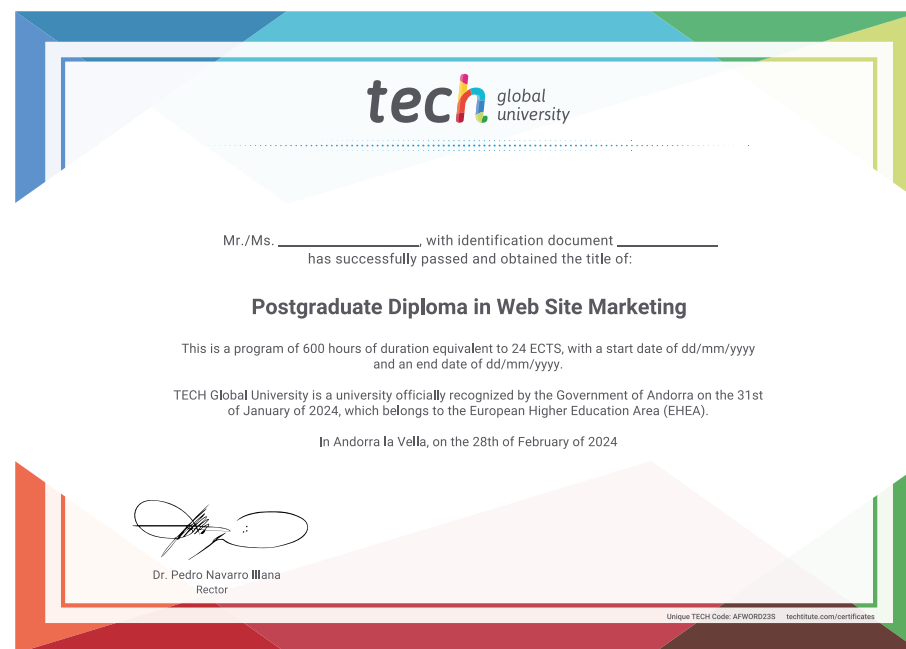 tech global
university
Mr./Ms. ____________, with identification document ____________
has successfully passed and obtained the title of:
Postgraduate Diploma in Web Site Marketing
This is a program of 600 hours of duration equivalent to 24 ECTS, with a start date of dd/mm/yyyy
and an end date of dd/mm/yyyy.
TECH Global University is a university officially recognized by the Government of Andorra on the 31st
of January of 2024, which belongs to the European Higher Education Area (EHEA).
In Andorra la Vella, on the 28th of February of 2024
Dr. Pedro Navarro Illana
Rector
Unique TECH Code: AFWORD23S techtitute.com/certificates